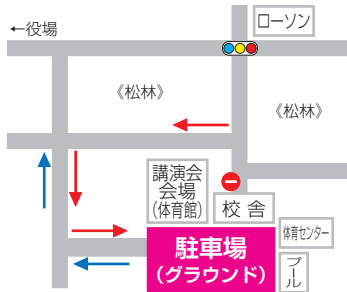 ローソン
←役場
《松林》
《松林》
講演会
会場
(体育館)
校舎
体育センター
駐車場
(グラウンド)
プール